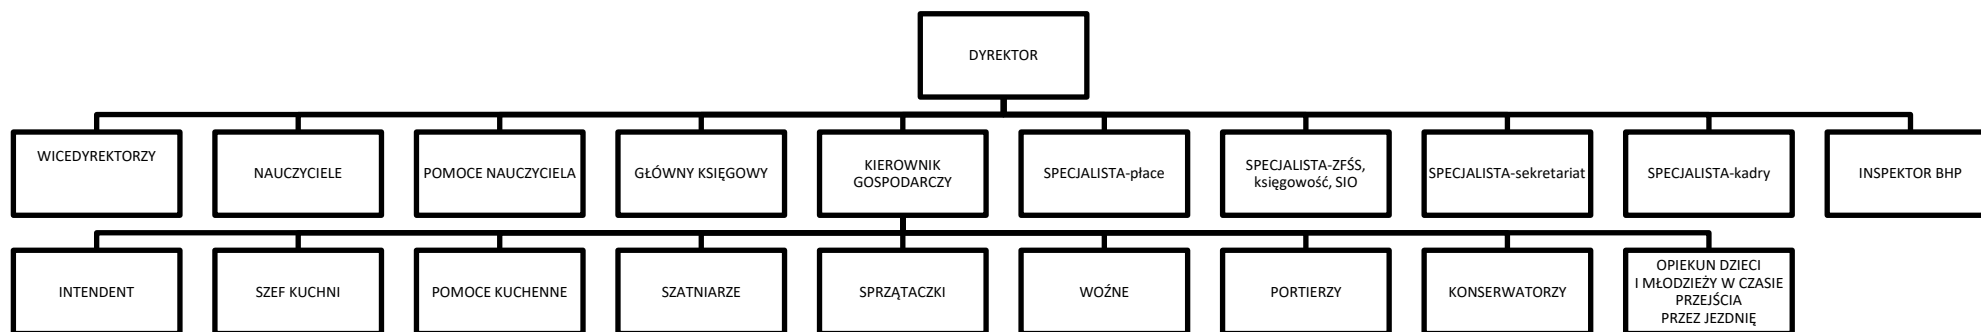 DYREKTOR
WICEDYREKTORZY
NAUCZYCIELE
POMOCE NAUCZYCIELA
GŁÓWNY KSIĘGOWY
KIEROWNIK
GOSPODARCZY
SPECJALISTA-płace
SPECJALISTA-ZFŚS,
księgowość, SIO
SPECJALISTA-sekretariat
SPECJALISTA-kadry
INSPEKTOR BHP
INTENDENT
SZEF KUCHNI
POMOCE KUCHENNE
SZATNIARZE
SPRZĄTACZKI
WOŹNE
PORTIERZY
KONSERWATORZY
OPIEKUN DZIECI
I MŁODZIEŻY W CZASIE
PRZEJŚCIA
PRZEZ JEZDNIĘ